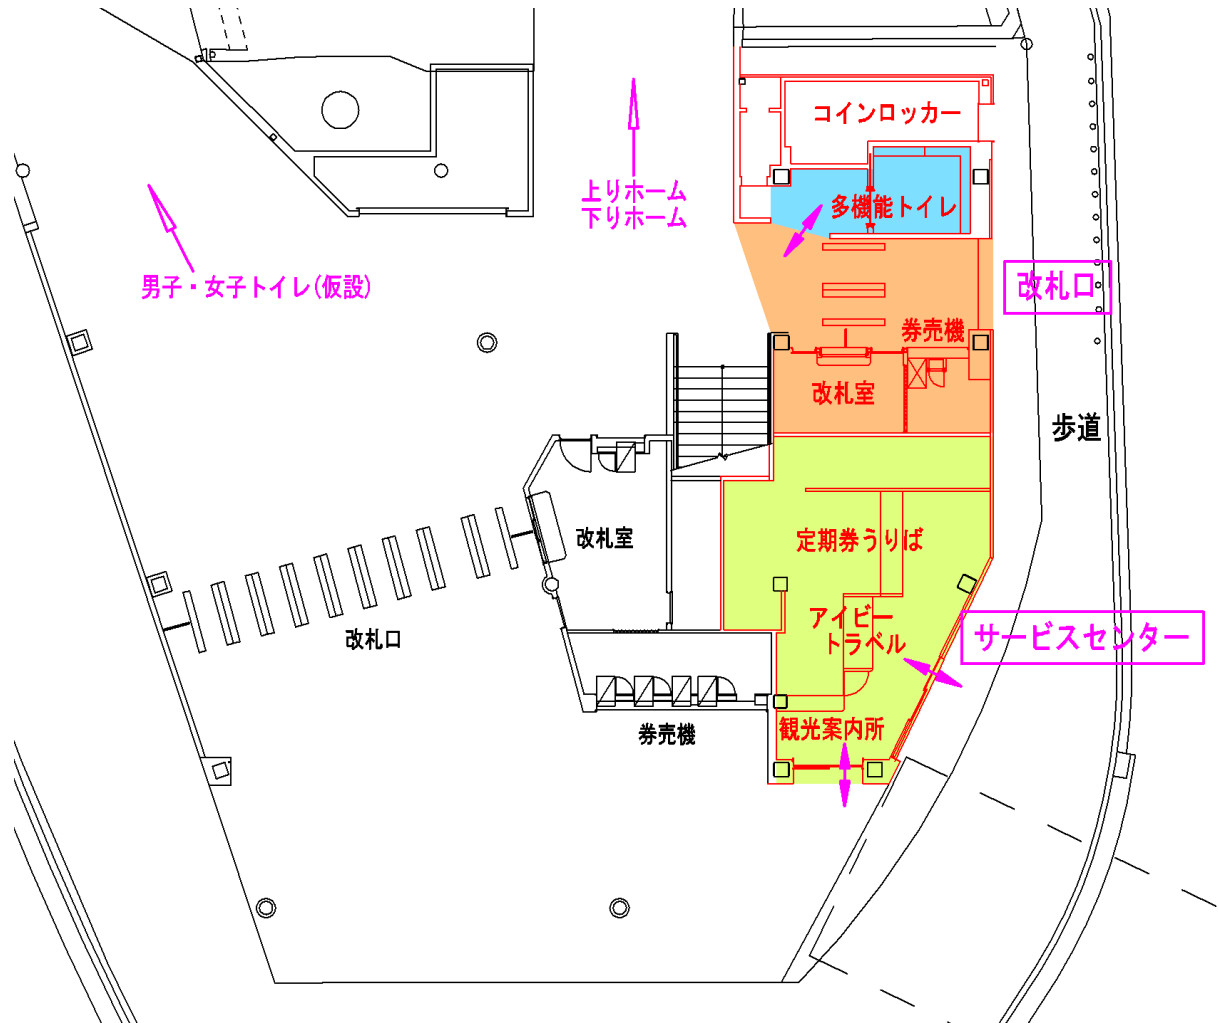 コインロッカー
上りホーム
下りホーム
多機能トイレ
男子・女子トイレ(仮設)
改札口
券売機
改札室
歩道
改札室
定期券うりば
アイビー
トラベル
サービスセンター
改札口
観光案内所
券売機